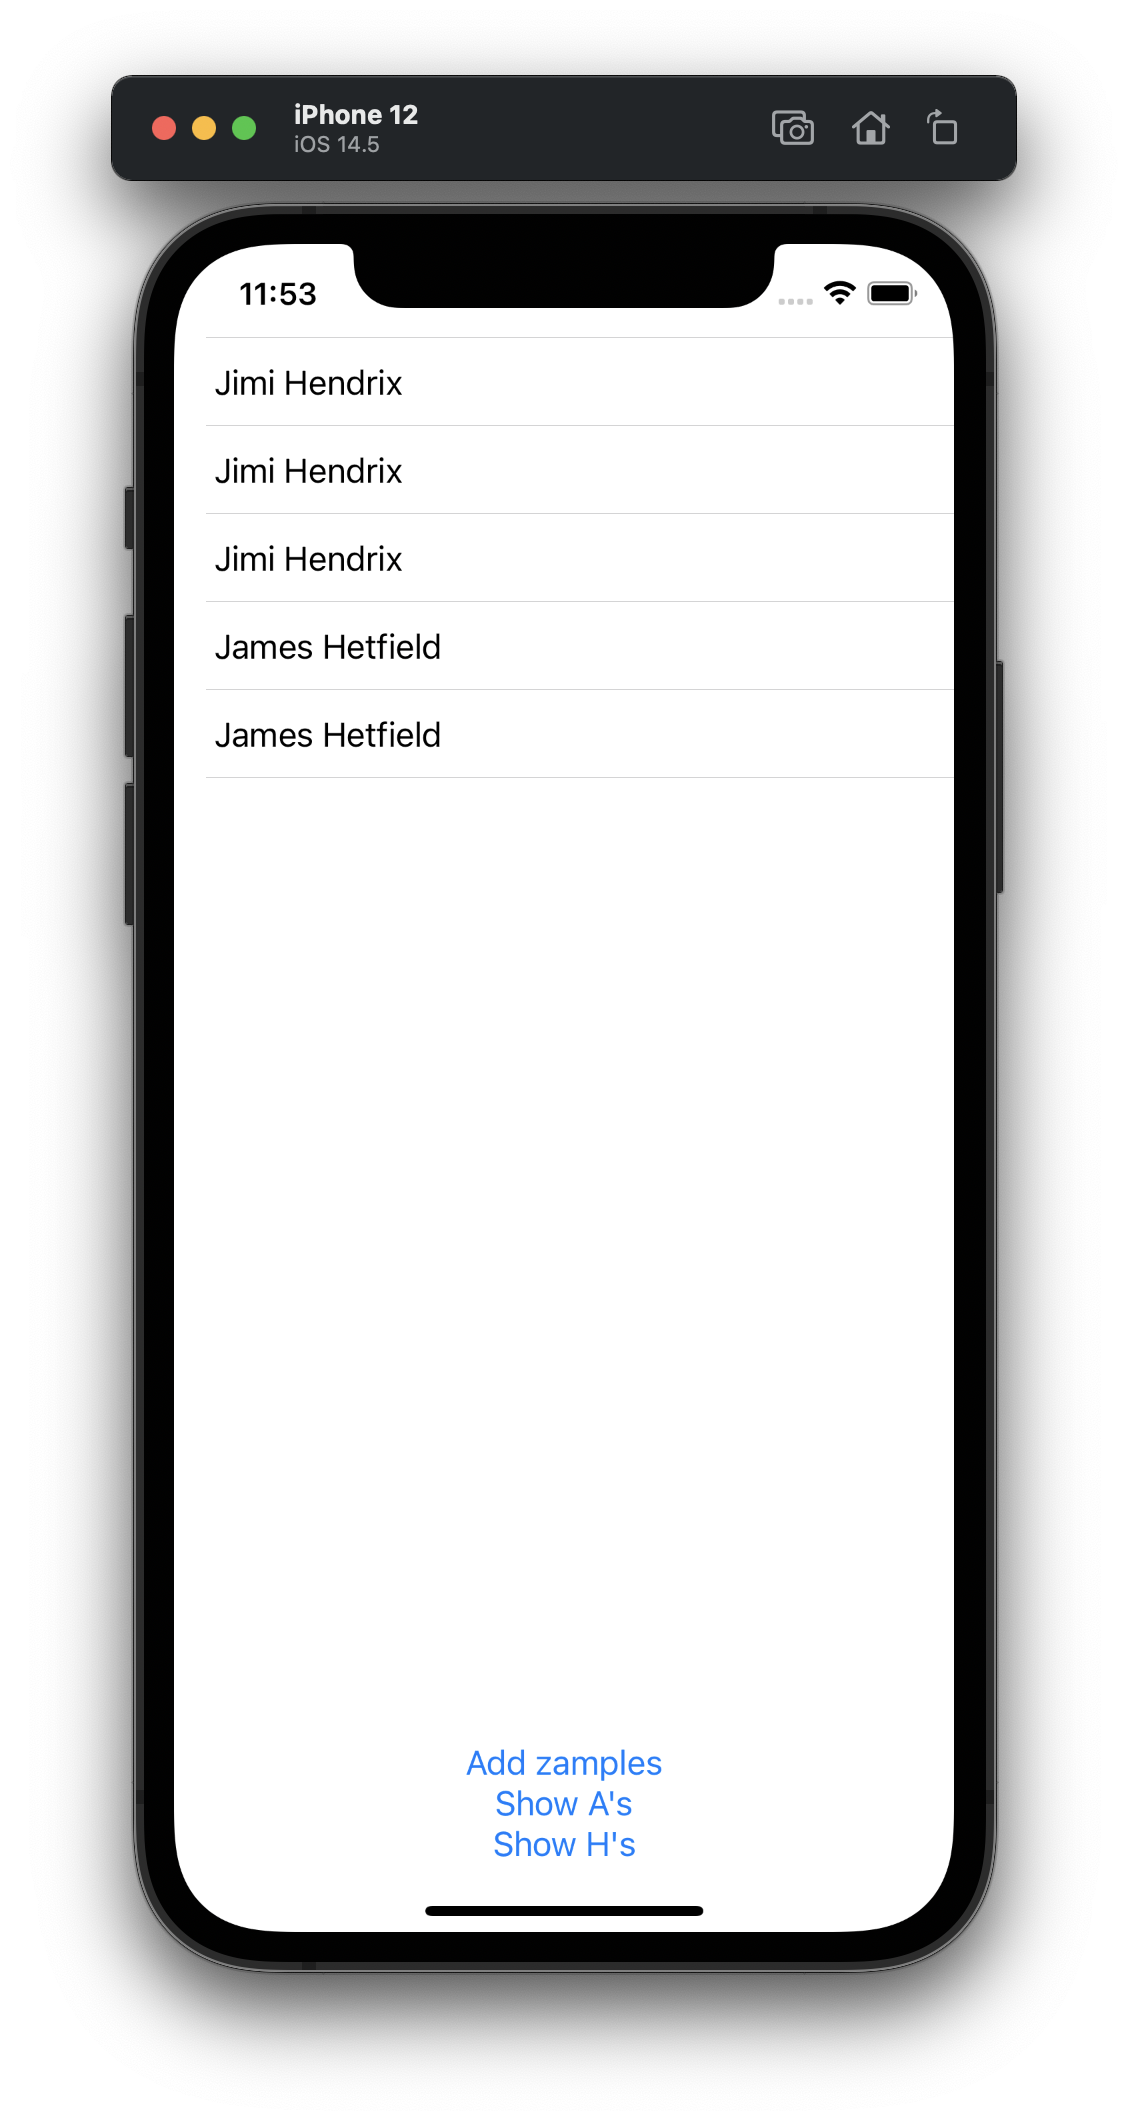 iPhone 12
iOS 14.5
11:53
Jimi Hendrix
Jimi Hendrix
Jimi Hendrix
James Hetfield
James Hetfield
Add zamples
Show A's
Show H's